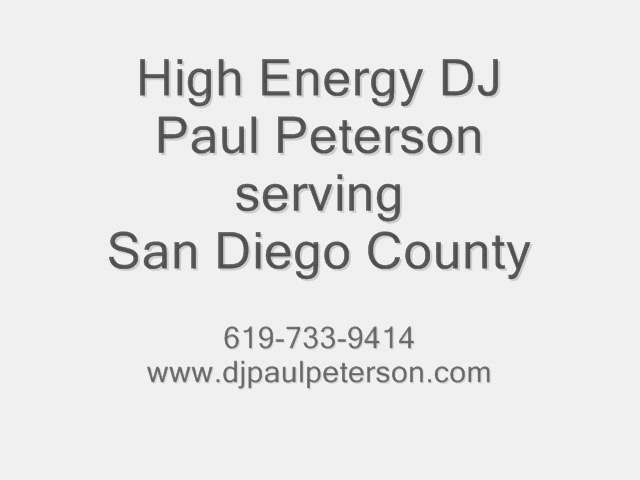 High Energy DJ
Paul Peterson
serving
San Diego County
619-733-9414
www.djpaulpeterson.com